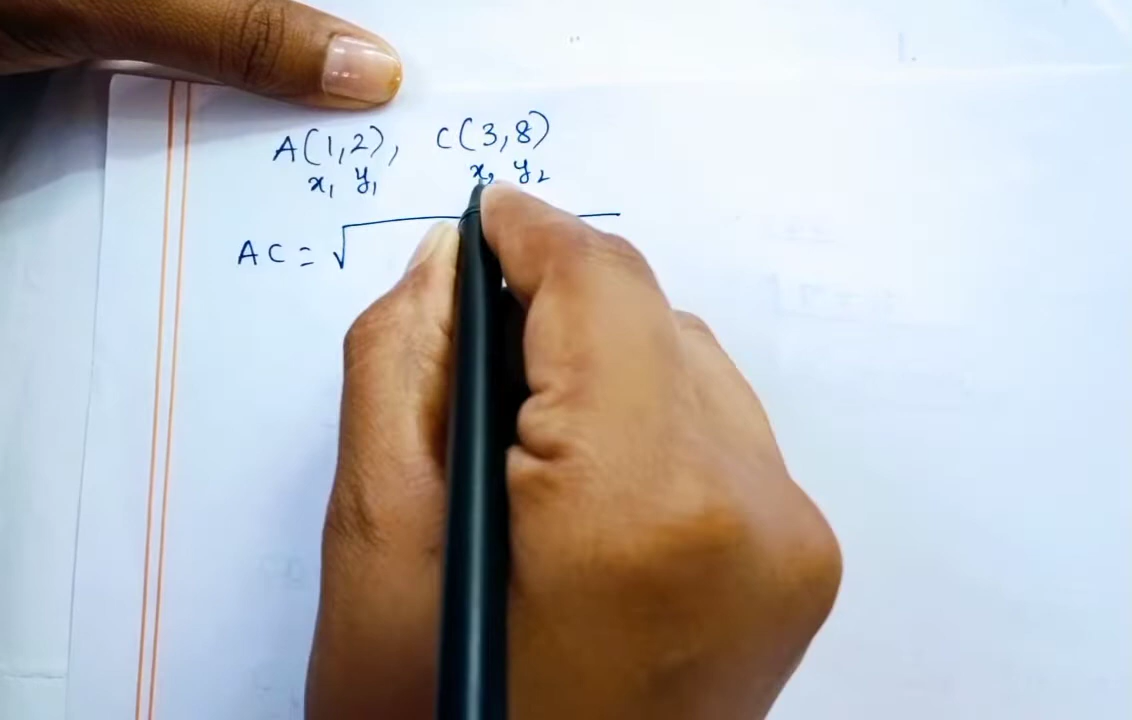 A(1,2), C(3,8)
x₁ y₁ x₂ y₂
AC = √